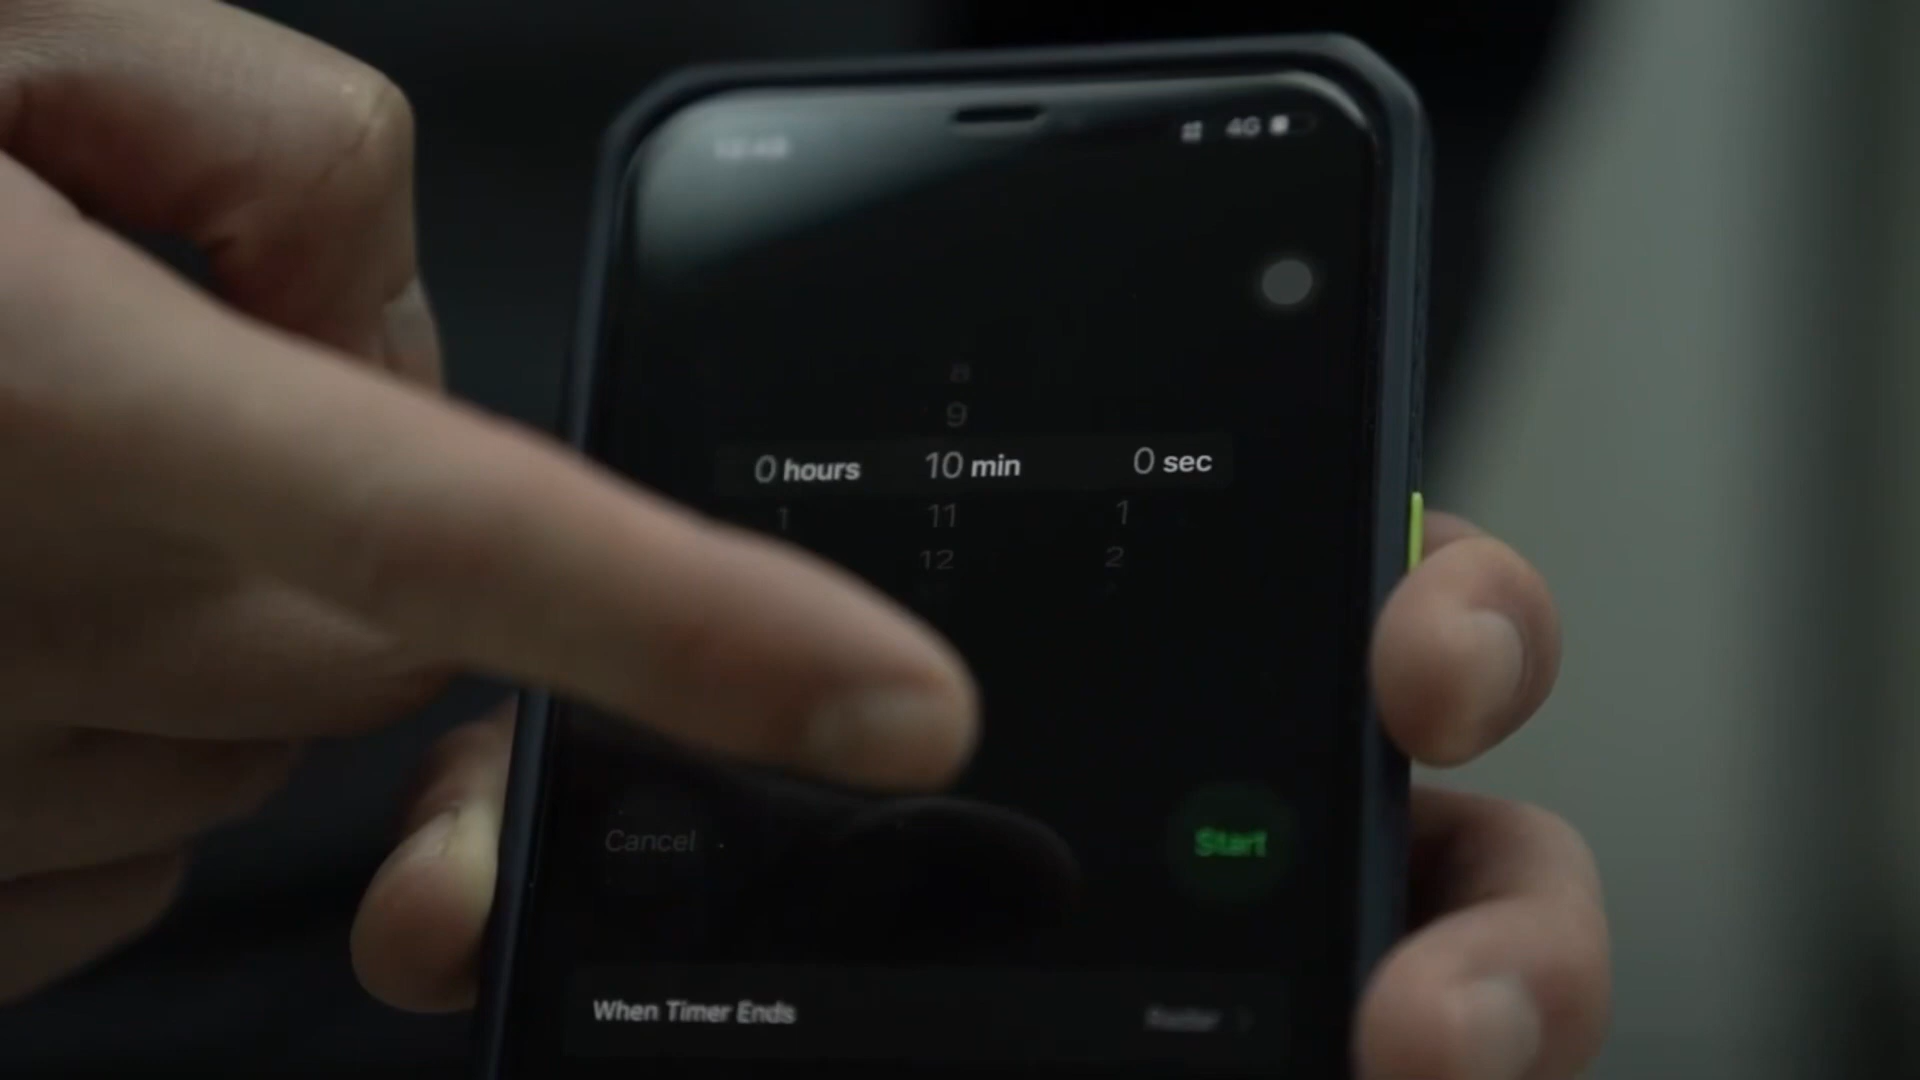 4G
8
9
0 hours 10 min 0 sec
1 11 1
12 2
Cancel Start
When Timer Ends Radar